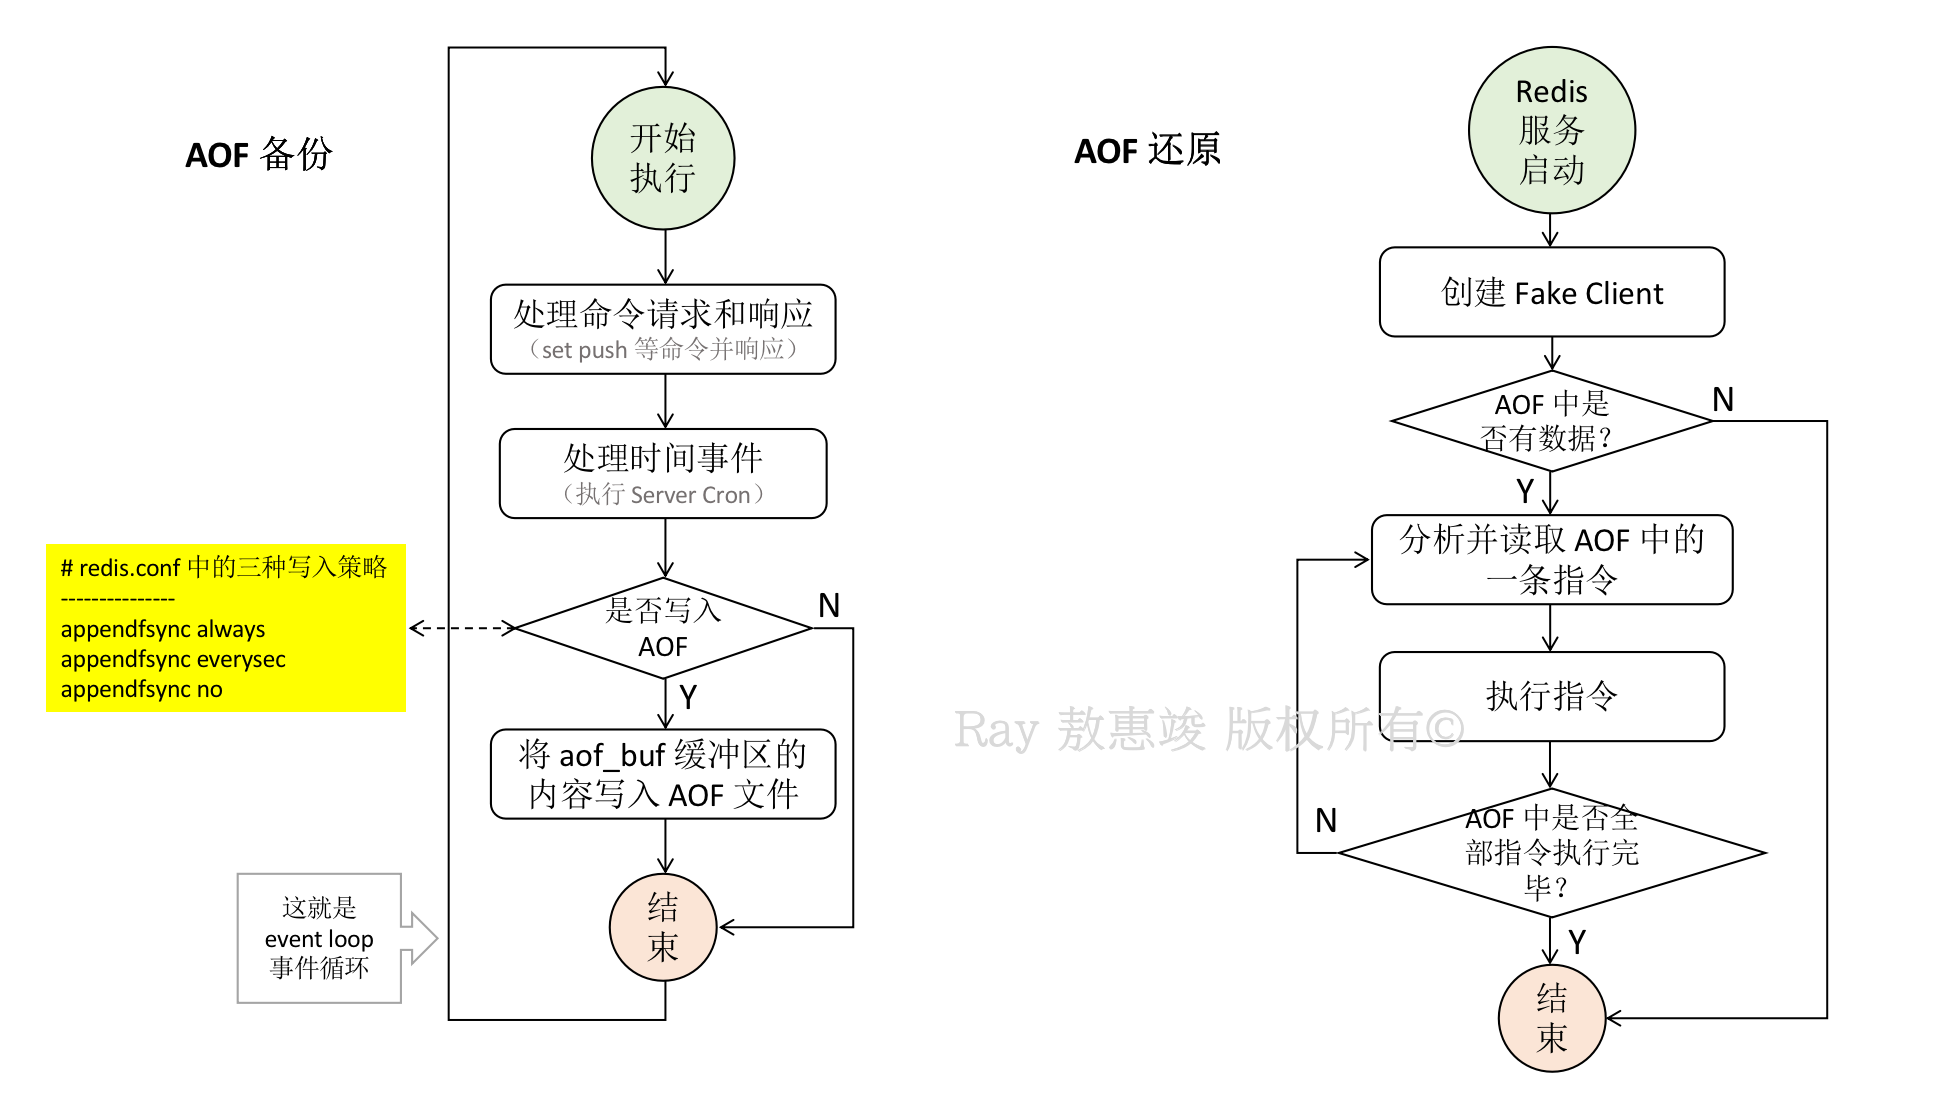 AOF 备份
开始
执行
处理命令请求和响应
（set push 等命令并响应）
处理时间事件
（执行 Server Cron）
# redis.conf 中的三种写入策略
---------------
appendfsync always
appendfsync everysec
appendfsync no
是否写入
AOF
N
Y
将 aof_buf 缓冲区的
内容写入 AOF 文件
结
束
这就是
event loop
事件循环
AOF 还原
Redis
服务
启动
创建 Fake Client
AOF 中是
否有数据？
N
Y
分析并读取 AOF 中的
一条指令
执行指令
AOF 中是否全
部指令执行完
毕？
N
Y
结
束
Ray 敖惠竣 版权所有©